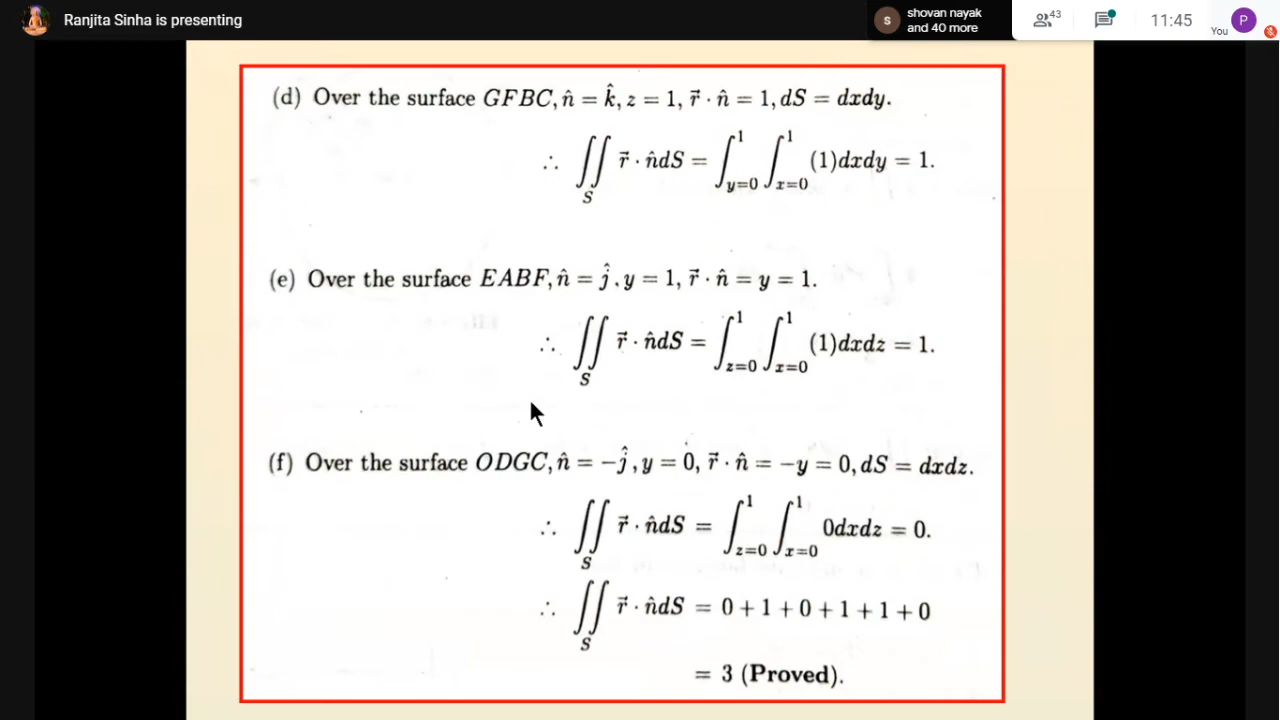 Ranjita Sinha is presenting
s
shovan nayak
and 40 more
43
11:45
You
P
(d) Over the surface GFBC, n̂ = k̂, z = 1, r⃗ · n̂ = 1, dS = dxdy.
∴ ∬_S r⃗ · n̂dS = ∫_{y=0}^{1} ∫_{x=0}^{1} (1)dxdy = 1.
(e) Over the surface EABF, n̂ = ĵ, y = 1, r⃗ · n̂ = y = 1.
∴ ∬_S r⃗ · n̂dS = ∫_{z=0}^{1} ∫_{x=0}^{1} (1)dxdz = 1.
(f) Over the surface ODGC, n̂ = −ĵ, y = 0, r⃗ · n̂ = −y = 0, dS = dxdz.
∴ ∬_S r⃗ · n̂dS = ∫_{z=0}^{1} ∫_{x=0}^{1} 0dxdz = 0.
∴ ∬_S r⃗ · n̂dS = 0 + 1 + 0 + 1 + 1 + 0
= 3 (Proved).